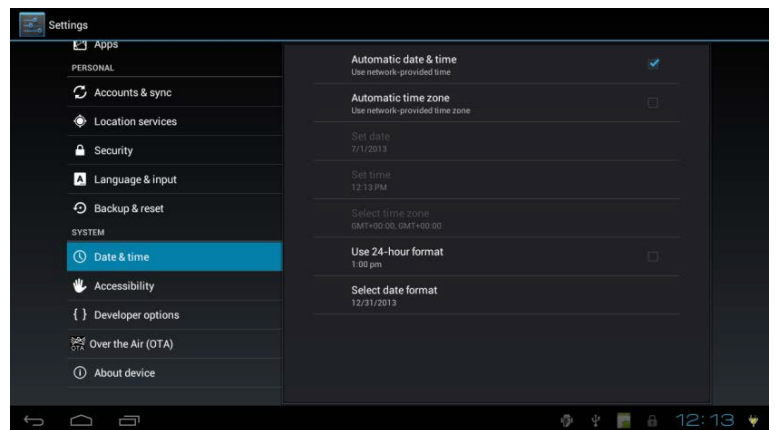 Settings
Apps
PERSONAL
Accounts & sync
Location services
Security
A Language & input
Backup & reset
SYSTEM
Date & time
Accessibility
{ } Developer options
OTA Over the Air (OTA)
About device
Automatic date & time
Use network-provided time
Automatic time zone
Use network-provided time zone
Set date
7/1/2013
Set time
12:13 PM
Select time zone
GMT+00:00, GMT+00:00
Use 24-hour format
1:00 pm
Select date format
12/31/2013
12:13